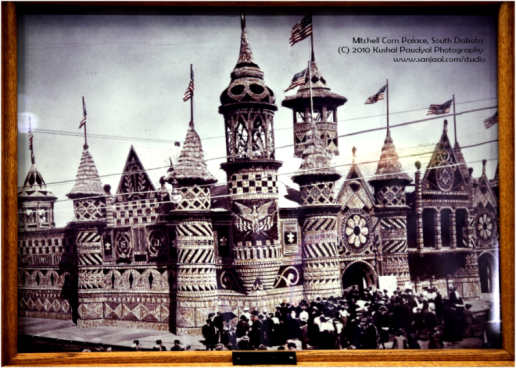 Mitchell Corn Palace, South Dakota
(C) 2010 Kushal Paudyal Photography
www.sanjaal.com/studio